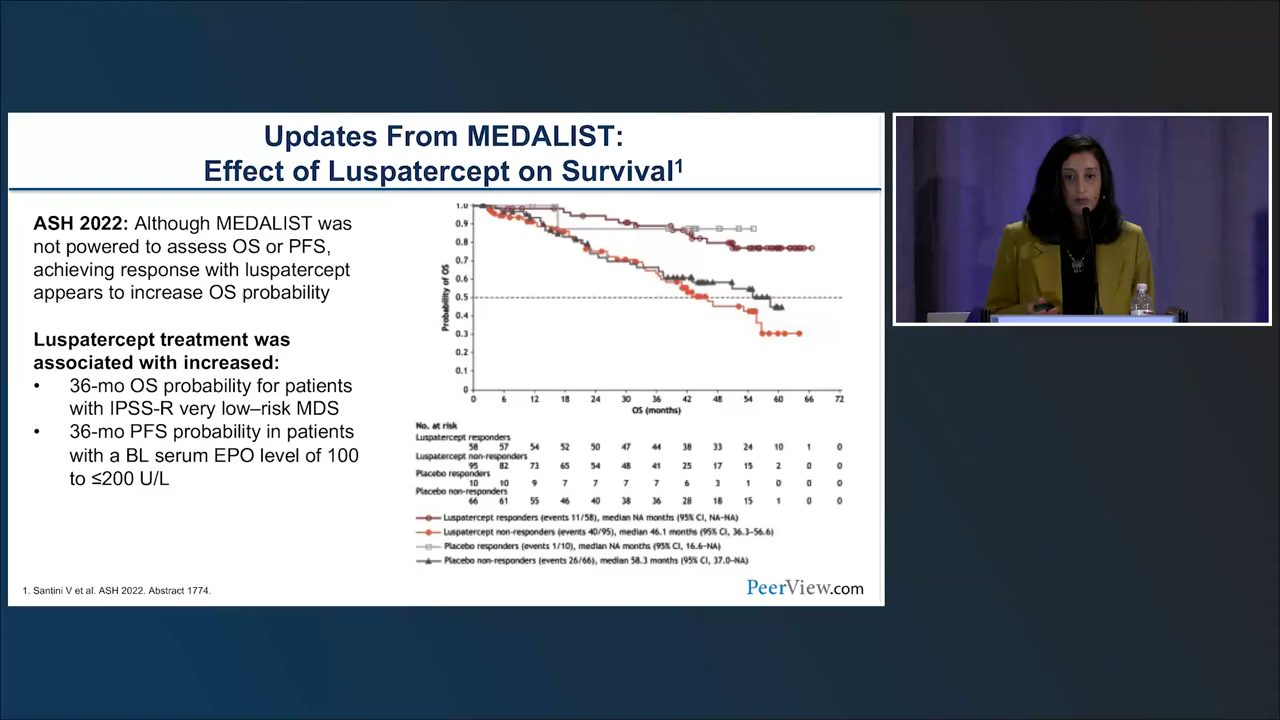 Updates From MEDALIST:
Effect of Luspatercept on Survival1
ASH 2022: Although MEDALIST was
not powered to assess OS or PFS,
achieving response with luspatercept
appears to increase OS probability
Luspatercept treatment was
associated with increased:
• 36-mo OS probability for patients
with IPSS-R very low–risk MDS
• 36-mo PFS probability in patients
with a BL serum EPO level of 100
to ≤200 U/L
Probability of OS
1.0
0.9
0.8
0.7
0.6
0.5
0.4
0.3
0.2
0.1
0
0 6 12 18 24 30 36 42 48 54 60 66 72
OS (months)
No. at risk
Luspatercept responders
58 57 54 52 50 47 44 38 33 24 10 1 0
Luspatercept non-responders
95 82 73 65 54 48 41 25 17 15 2 0 0
Placebo responders
10 10 9 7 7 7 7 6 3 1 0 0 0
Placebo non-responders
66 61 55 46 40 38 36 28 18 15 1 0 0
Luspatercept responders (events 11/58), median NA months (95% CI, NA–NA)
Luspatercept non-responders (events 40/95), median 46.1 months (95% CI, 36.3–56.6)
Placebo responders (events 1/10), median NA months (95% CI, 16.6–NA)
Placebo non-responders (events 26/66), median 58.3 months (95% CI, 37.0–NA)
1. Santini V et al. ASH 2022. Abstract 1774.
PeerView.com